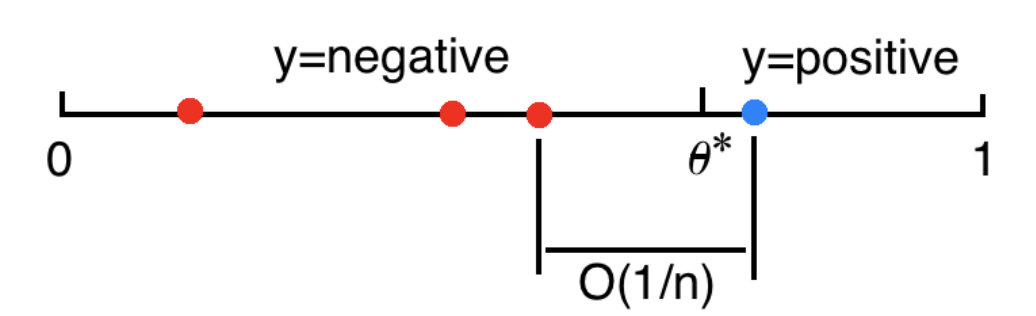 y=negative y=positive
0 θ* 1
O(1/n)